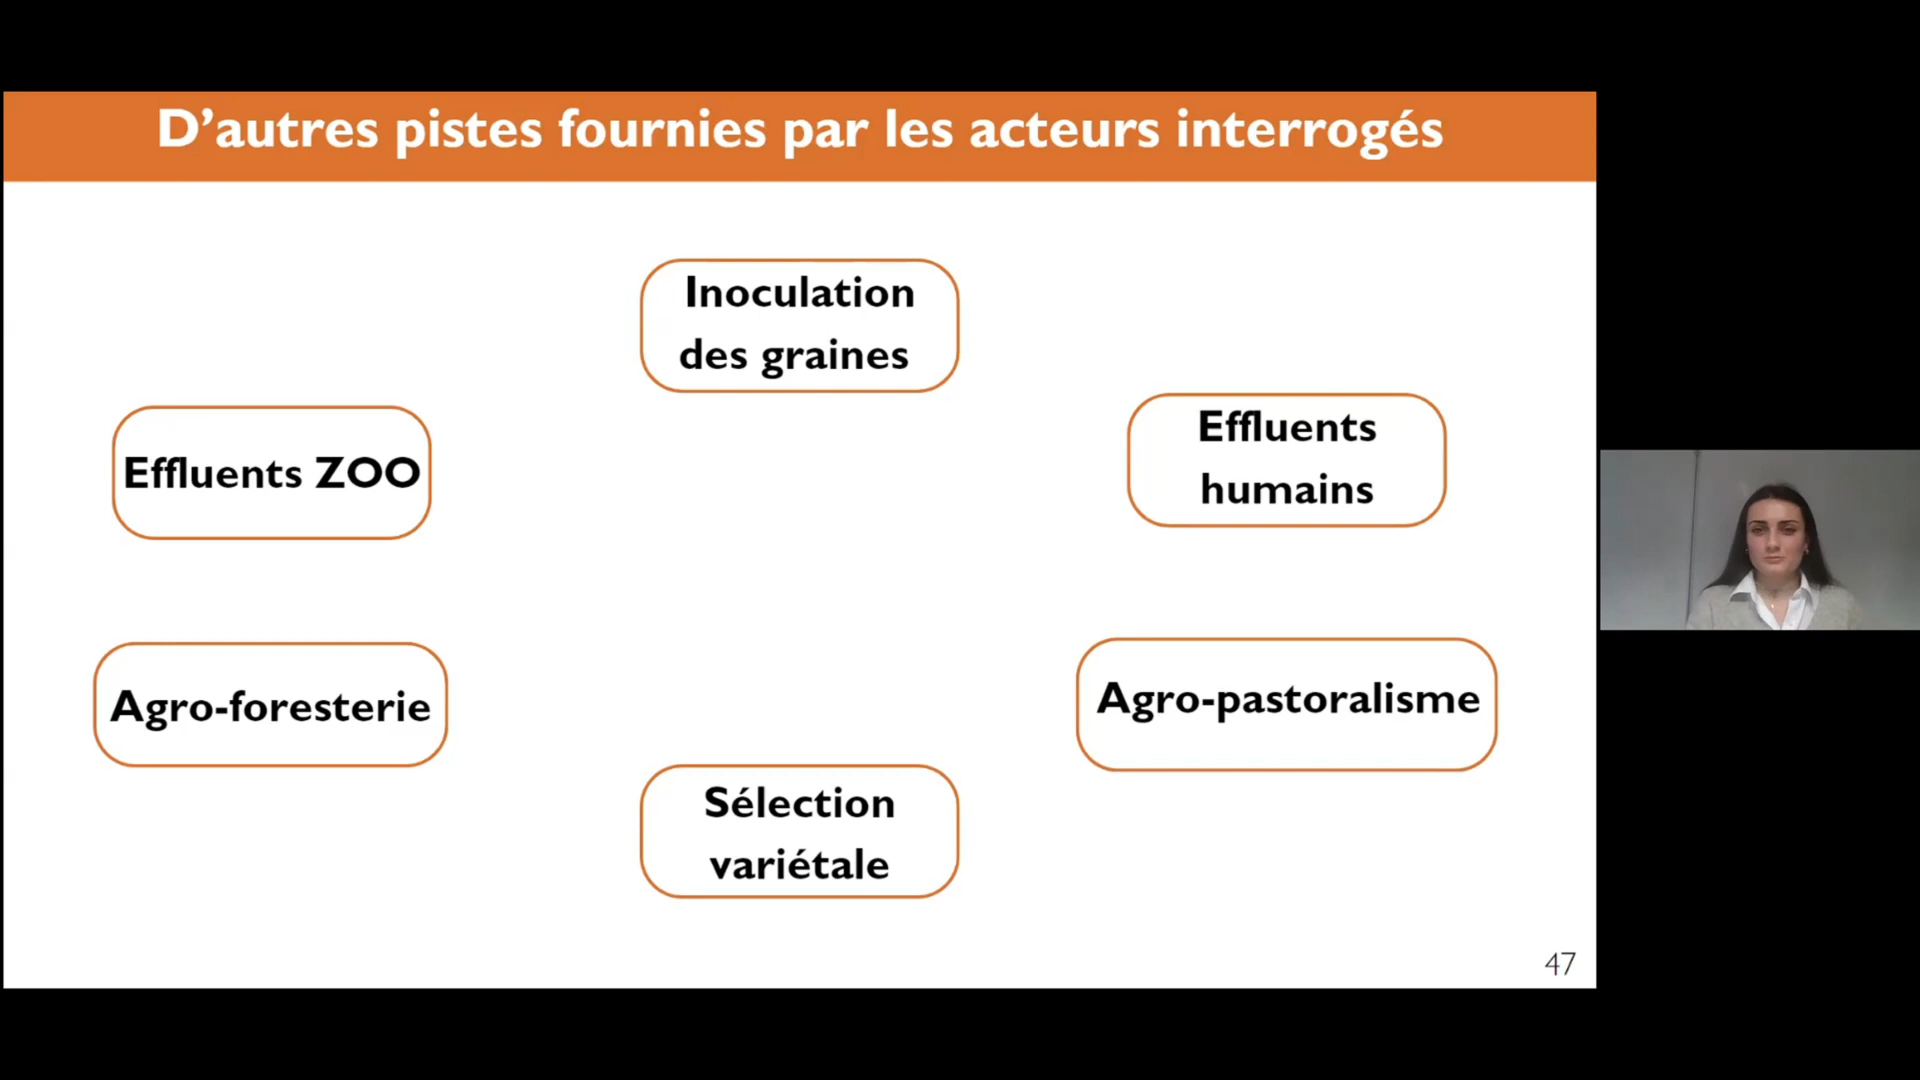 D’autres pistes fournies par les acteurs interrogés
Inoculation
des graines
Effluents ZOO
Effluents
humains
Agro-foresterie
Agro-pastoralisme
Sélection
variétale
47